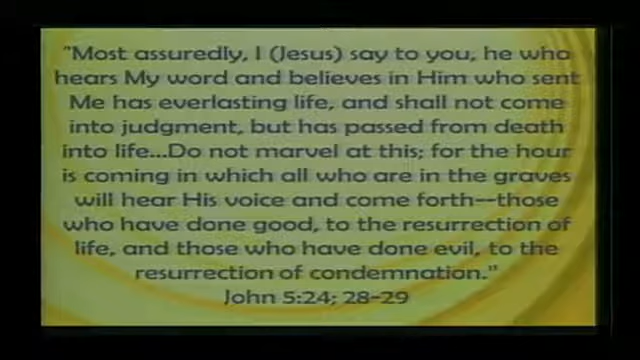 "Most assuredly, I (Jesus) say to you, he who
hears My word and believes in Him who sent
Me has everlasting life, and shall not come
into judgment, but has passed from death
into life...Do not marvel at this; for the hour
is coming in which all who are in the graves
will hear His voice and come forth--those
who have done good, to the resurrection of
life, and those who have done evil, to the
resurrection of condemnation."
John 5:24; 28-29